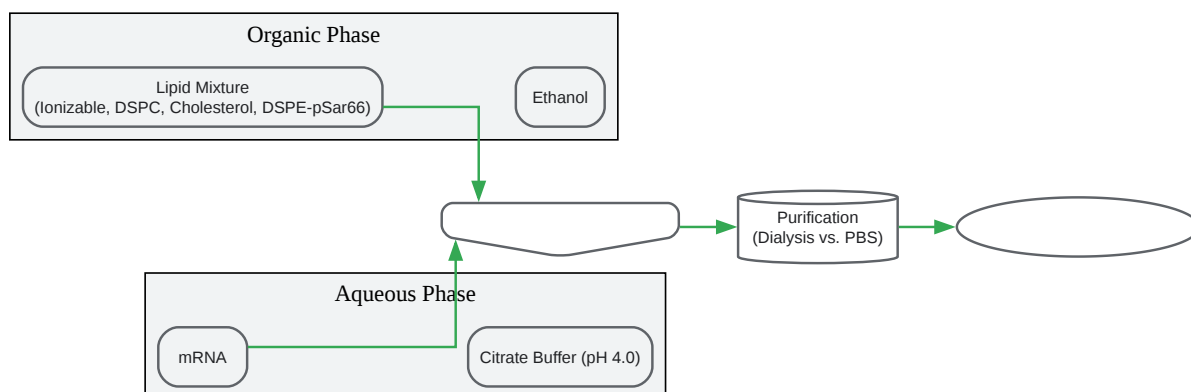 Organic Phase
Lipid Mixture
(Ionizable, DSPC, Cholesterol, DSPE-pSar66)
Ethanol
Purification
(Dialysis vs. PBS)
Aqueous Phase
mRNA
Citrate Buffer (pH 4.0)